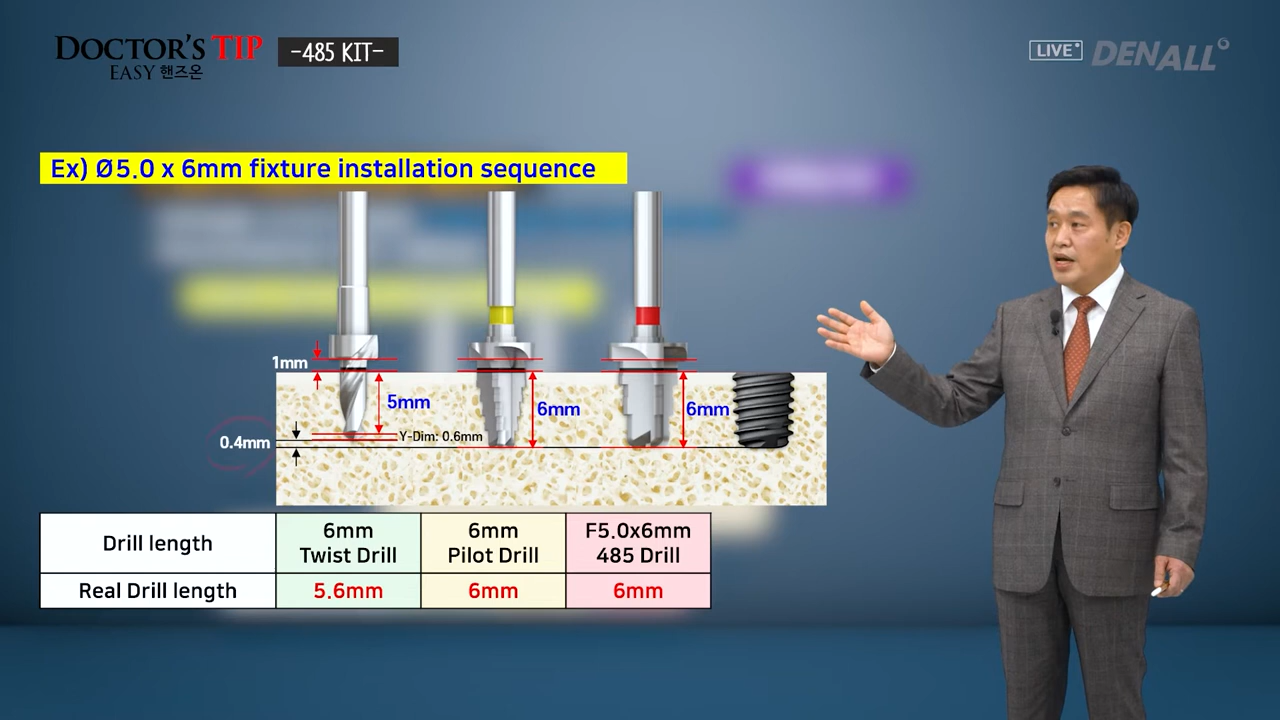 DOCTOR'S TIP
EASY 핸즈온
-485 KIT-
LIVE
DENALL
Ex) Ø5.0 x 6mm fixture installation sequence
1mm
5mm
6mm
6mm
0.4mm
Y-Dim: 0.6mm
Drill length
6mm
Twist Drill
6mm
Pilot Drill
F5.0x6mm
485 Drill
Real Drill length
5.6mm
6mm
6mm